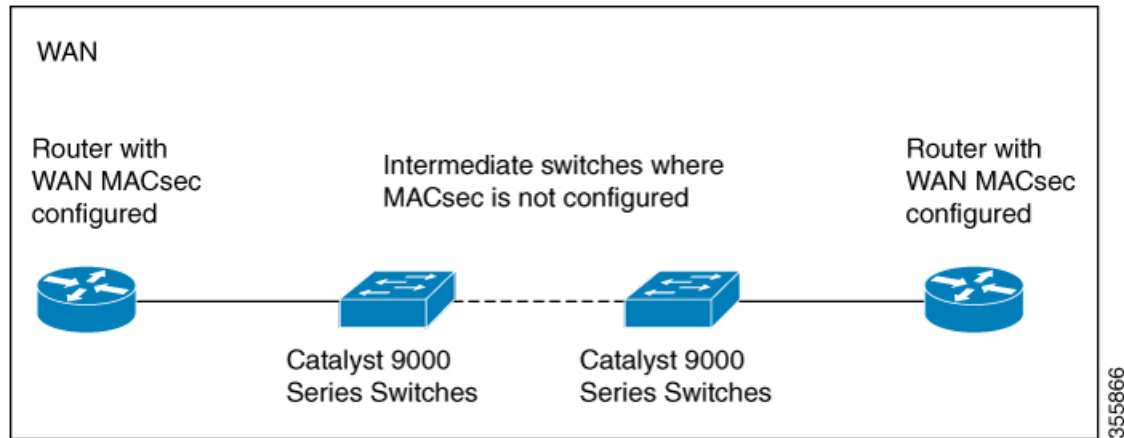 WAN
Router with
WAN MACsec
configured
Intermediate switches where
MACsec is not configured
Router with
WAN MACsec
configured
Catalyst 9000
Series Switches
Catalyst 9000
Series Switches
355866